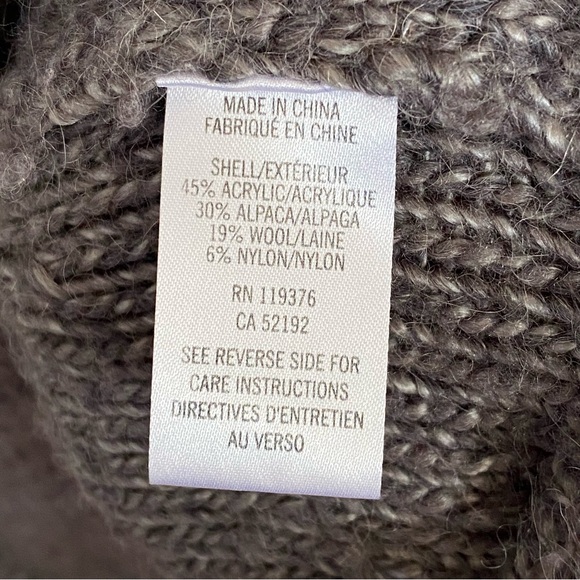 MADE IN CHINA
FABRIQUÉ EN CHINE
SHELL/EXTÉRIEUR
45% ACRYLIC/ACRYLIQUE
30% ALPACA/ALPAGA
19% WOOL/LAINE
6% NYLON/NYLON
RN 119376
CA 52192
SEE REVERSE SIDE FOR
CARE INSTRUCTIONS
DIRECTIVES D'ENTRETIEN
AU VERSO